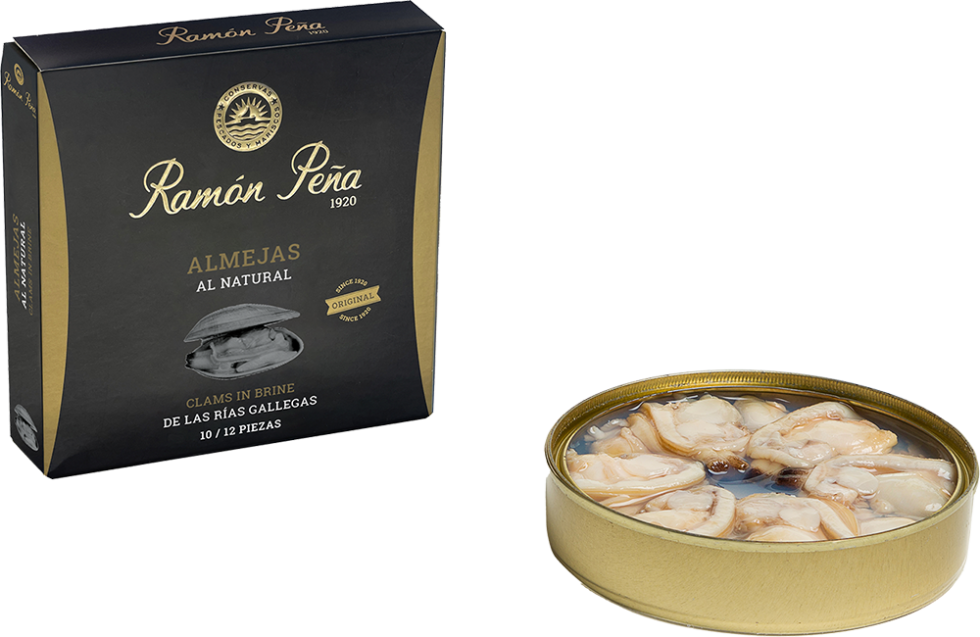 Ramón Peña
1920
Ramón Peña
CONSERVAS
PESCADOS Y MARISCOS
Ramón Peña
1920
ALMEJAS
AL NATURAL
SINCE 1920
ORIGINAL
SINCE 1920
CLAMS IN BRINE
DE LAS RÍAS GALLEGAS
10 / 12 PIEZAS
ALMEJAS
AL NATURAL
CLAMS IN BRINE